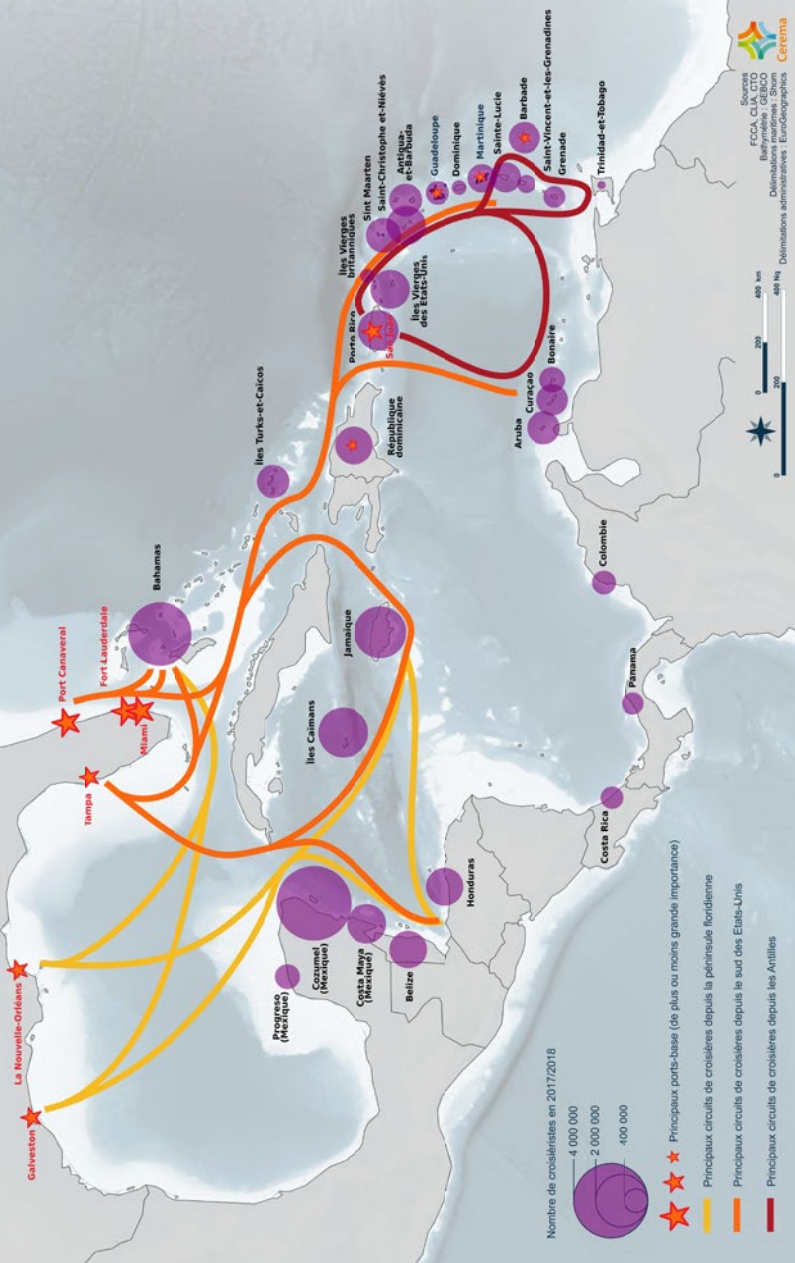 Galveston
La Nouvelle-Orléans
Tampa
Miami
Fort Lauderdale
Port Canaveral
Bahamas
Îles Turks-et-Caïcos
Porto Rico
San Juan
Îles Vierges
britanniques
Îles Vierges
des Etats-Unis
Sint Maarten
Saint-Christophe et-Niévès
Antigua-
et-Barbuda
Guadeloupe
Dominique
Martinique
Sainte-Lucie
Barbade
Saint-Vincent-et-les-Grenadines
Grenade
Trinidad-et-Tobago
République
dominicaine
Jamaïque
Îles Caïmans
Progreso
(Mexique)
Cozumel
(Mexique)
Costa Maya
(Mexique)
Belize
Honduras
Costa Rica
Panama
Colombie
Aruba
Curaçao
Bonaire
Nombre de croisiéristes en 2017/2018
4 000 000
2 000 000
400 000
Principaux ports-base (de plus ou moins grande importance)
Principaux circuits de croisières depuis la péninsule floridienne
Principaux circuits de croisières depuis le sud des Etats-Unis
Principaux circuits de croisières depuis les Antilles
0 200 400 km
0 200 400 Nq
Sources
FCCA, CLIA, CTO
Bathymétrie : GEBCO
Délimitations maritimes : Shom
Délimitations administratives : EuroGeographics
Cerema